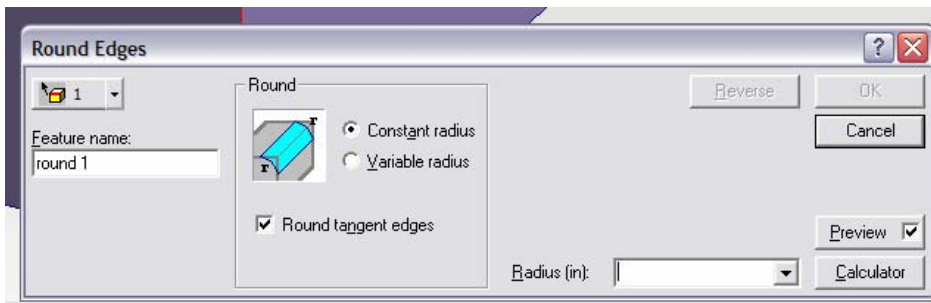 Round Edges
1
Feature name:
round 1
Round
r
r
Constant radius
Variable radius
Round tangent edges
Radius (in):
Reverse
OK
Cancel
Preview
Calculator